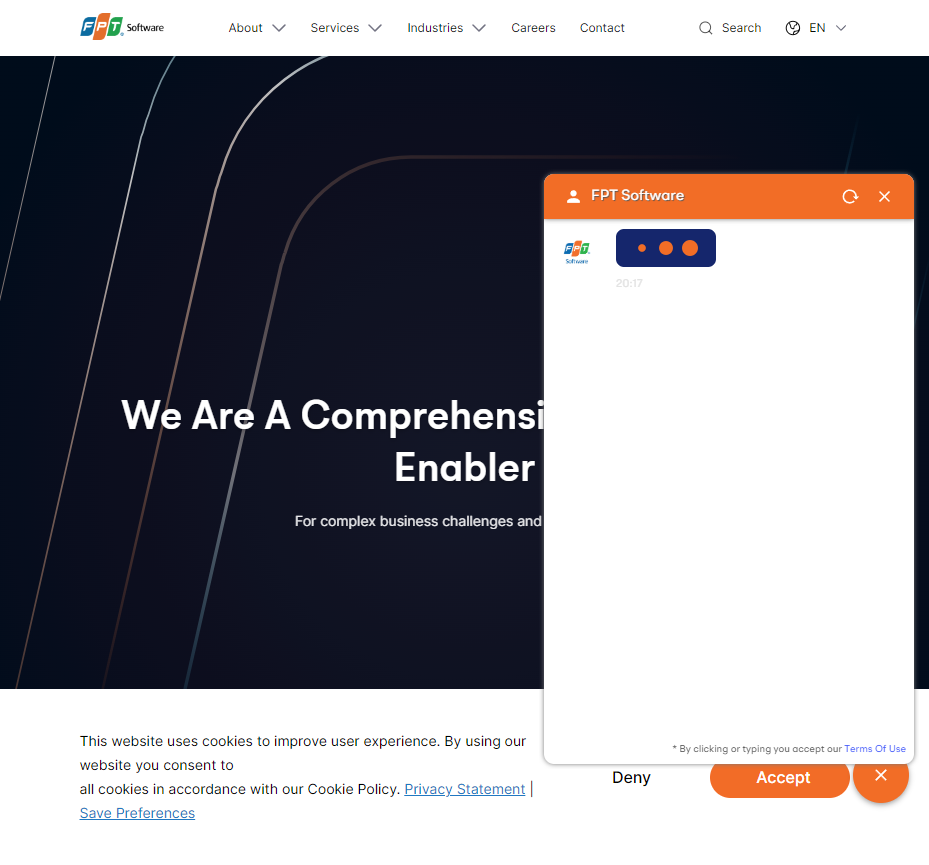 FPT Software
About
Services
Industries
Careers
Contact
Search
EN
FPT Software
FPT Software
20:17
We Are A Comprehensi
Enabler
For complex business challenges and
* By clicking or typing you accept our Terms Of Use
This website uses cookies to improve user experience. By using our
website you consent to
all cookies in accordance with our Cookie Policy. Privacy Statement |
Save Preferences
Deny
Accept